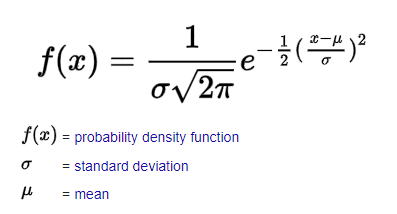 f(x) = 1/(σ√2π) e^(-1/2((x-μ)/σ)^2)
f(x) = probability density function
σ = standard deviation
μ = mean